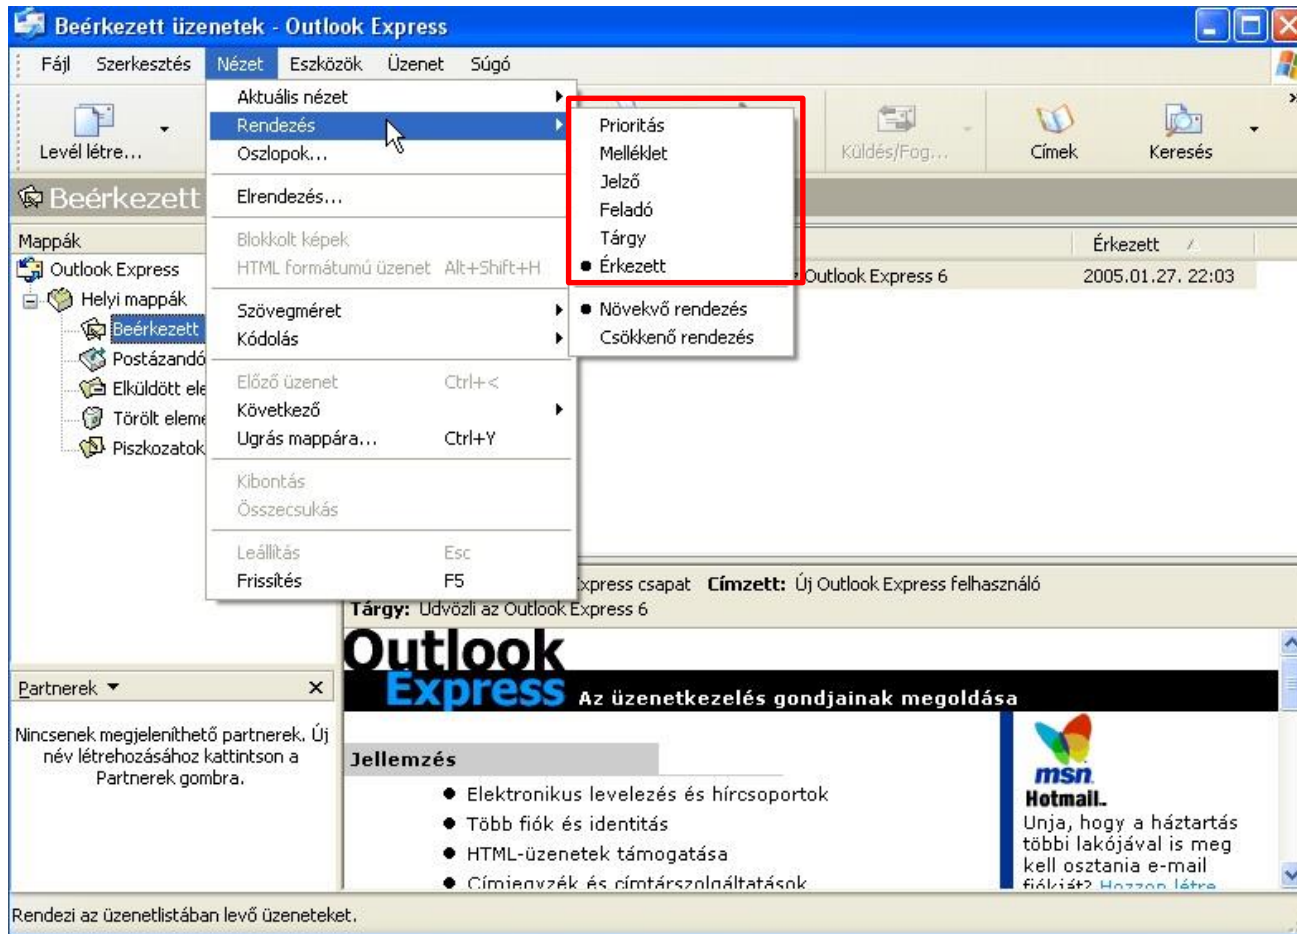 Beérkezett üzenetek - Outlook Express
Fájl Szerkesztés Nézet Eszközök Üzenet Súgó
Levél létre... Küldés/Fog... Címek Keresés
Beérkezett
Aktuális nézet
Rendezés
Oszlopok...
Elrendezés...
Blokkolt képek
HTML formátumú üzenet Alt+Shift+H
Szövegméret
Kódolás
Előző üzenet Ctrl+<
Következő
Ugrás mappára... Ctrl+Y
Kibontás
Összecsukás
Leállítás Esc
Frissítés F5
Prioritás
Melléklet
Jelző
Feladó
Tárgy
Érkezett
Növekvő rendezés
Csökkenő rendezés
Mappák
Outlook Express
Helyi mappák
Beérkezett
Postázandó
Elküldött ele
Törölt eleme
Piszkozatok
Érkezett
Outlook Express 6 2005.01.27. 22:03
xpress csapat Címzett: Új Outlook Express felhasználó
Tárgy: Üdvözli az Outlook Express 6
Outlook
Express Az üzenetkezelés gondjainak megoldása
Jellemzés
• Elektronikus levelezés és hírcsoportok
• Több fiók és identitás
• HTML-üzenetek támogatása
• Címjegyzék és címtárszolgáltatások
msn
Hotmail
Unja, hogy a háztartás
többi lakójával is meg
kell osztania e-mail
fiókját? Hozzon létre
Partnerek x
Nincsenek megjeleníthető partnerek. Új
név létrehozásához kattintson a
Partnerek gombra.
Rendezi az üzenetlistában levő üzeneteket.